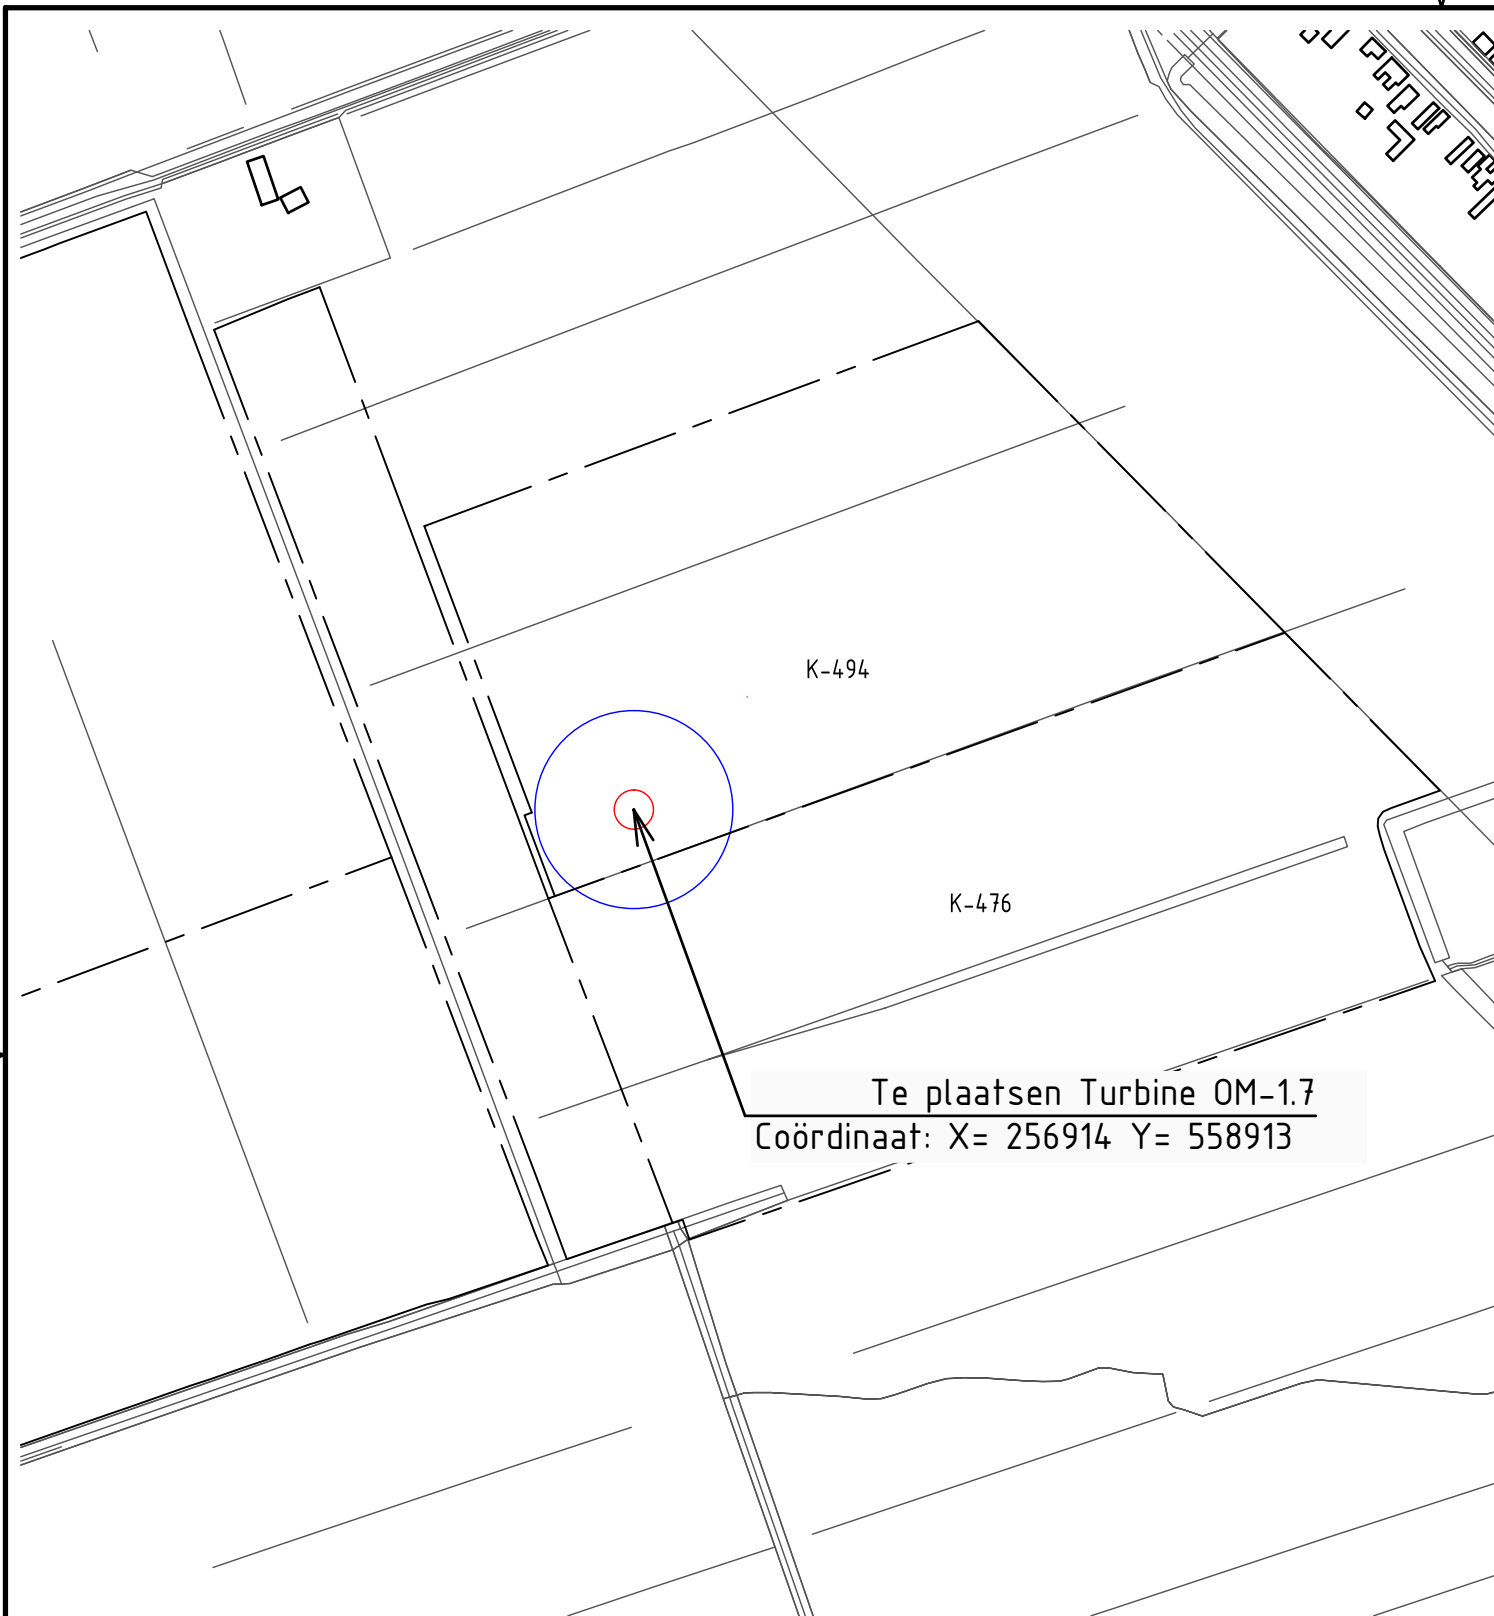 K-494
K-476
Te plaatsen Turbine OM-1.7
Coördinaat: X= 256914 Y= 558913